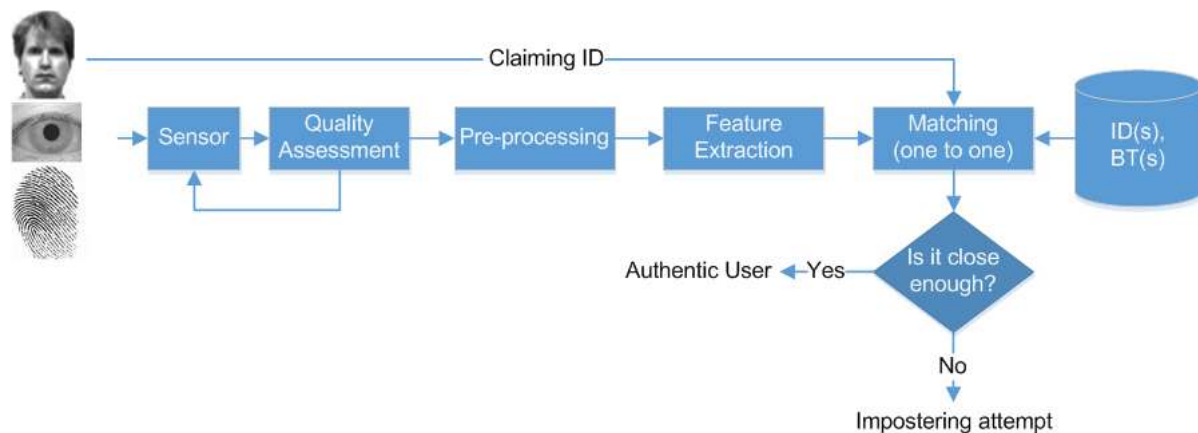 Claiming ID
Sensor
Quality
Assessment
Pre-processing
Feature
Extraction
Matching
(one to one)
ID(s),
BT(s)
Is it close
enough?
Yes
Authentic User
No
Impostering attempt